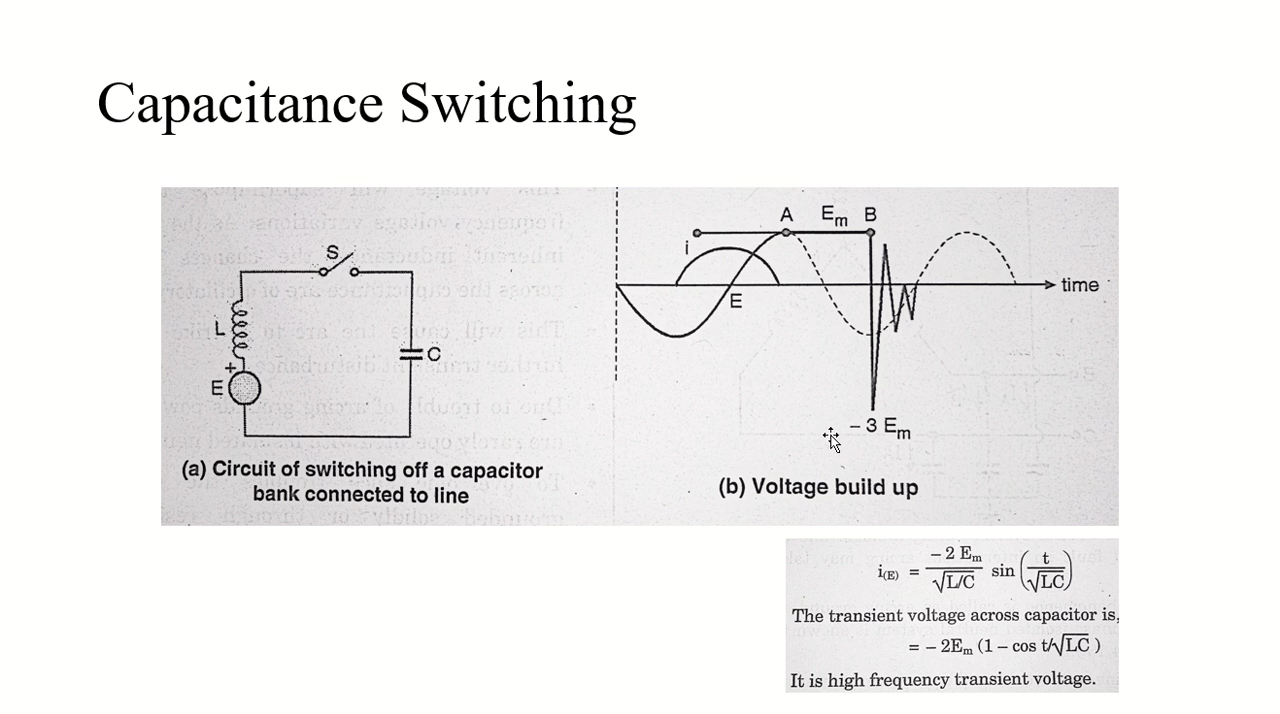 Capacitance Switching
S
L
+
E
C
(a) Circuit of switching off a capacitor
bank connected to line
A Em B
i
E
time
– 3 Em
(b) Voltage build up
i(E) = – 2 Em / √L/C sin (t / √LC)
The transient voltage across capacitor is,
= – 2Em (1 – cos t/√LC )
It is high frequency transient voltage.